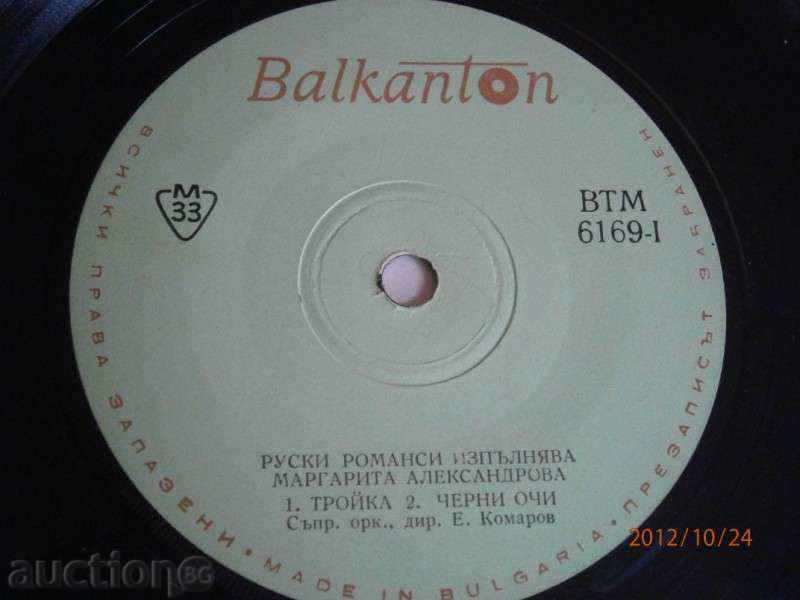 Balkanton
M
33
ВТМ
6169-I
РУСКИ РОМАНСИ ИЗПЪЛНЯВА
МАРГАРИТА АЛЕКСАНДРОВА
1. ТРОЙКА 2. ЧЕРНИ ОЧИ
Съпр. орк., дир. Е. Комаров
ВСИЧКИ ПРАВА ЗАПАЗЕНИ • MADE IN BULGARIA • ПРЕЗАПИСЪТ ЗАБРАНЕН
2012/10/24
auction BG